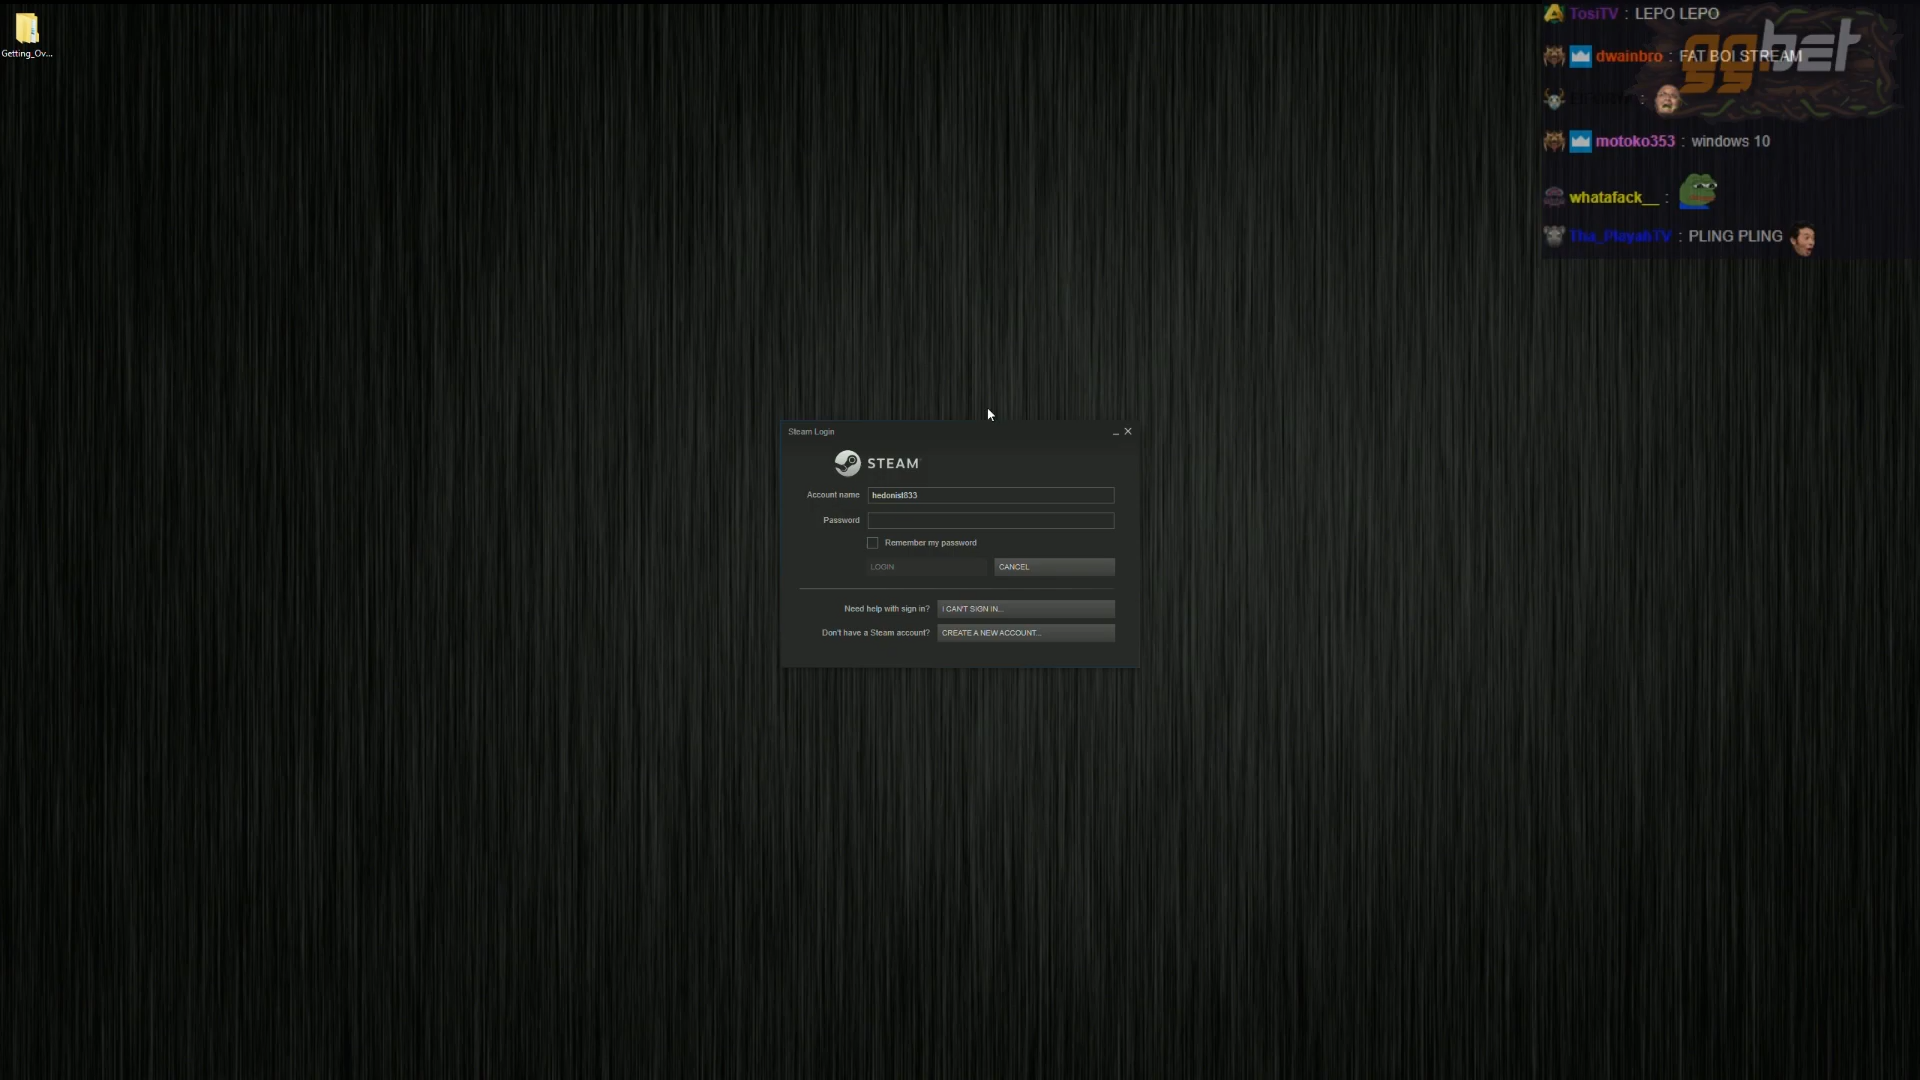 Getting_Ov...
TosiTV : LEPO LEPO
ggbet
dwainbro : FAT BOI STREAM
motoko353 : windows 10
whatafack__ :
Tha_PlayahTV : PLING PLING
Steam Login
STEAM
Account name hedonist833
Password
Remember my password
LOGIN CANCEL
Need help with sign in? I CAN'T SIGN IN...
Don't have a Steam account? CREATE A NEW ACCOUNT...